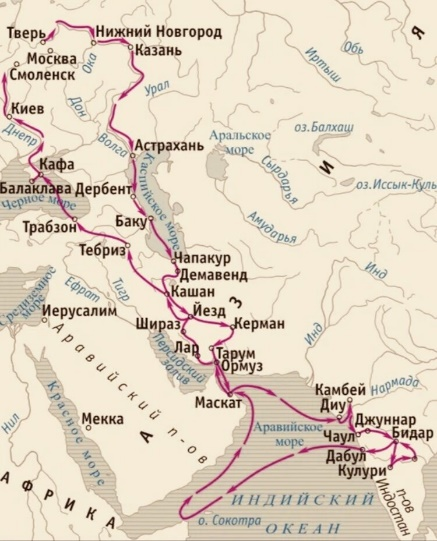 Тверь
Нижний Новгород
Москва
Казань
Смоленск
Ока
Иртыш
Обь
Я
Урал
Киев
Дон
Днепр
Волга
Астрахань
Аральское
море
оз.Балхаш
И
Кафа
Сырдарья
оз.Иссык-Куль
Балаклава
Дербент
Каспийское море
Черное море
Баку
Амударья
Трабзон
Тебриз
Чапакур
Демавенд
Инд
Средиземное
море
Евфрат
Тигр
Кашан
З
Иерусалим
Йезд
Шираз
Керман
Инд
Лар
Тарум
Персидский
залив
Ормуз
Аравийский п-ов
Маскат
Камбей
Нармада
Диу
Нил
Красное море
Мекка
А
Аравийское
море
Джуннар
Чаул
Бидар
Дабул
Кулури
АФРИКА
п-ов
Индостан
ИНДИЙСКИЙ
о. Сокотра
ОКЕАН